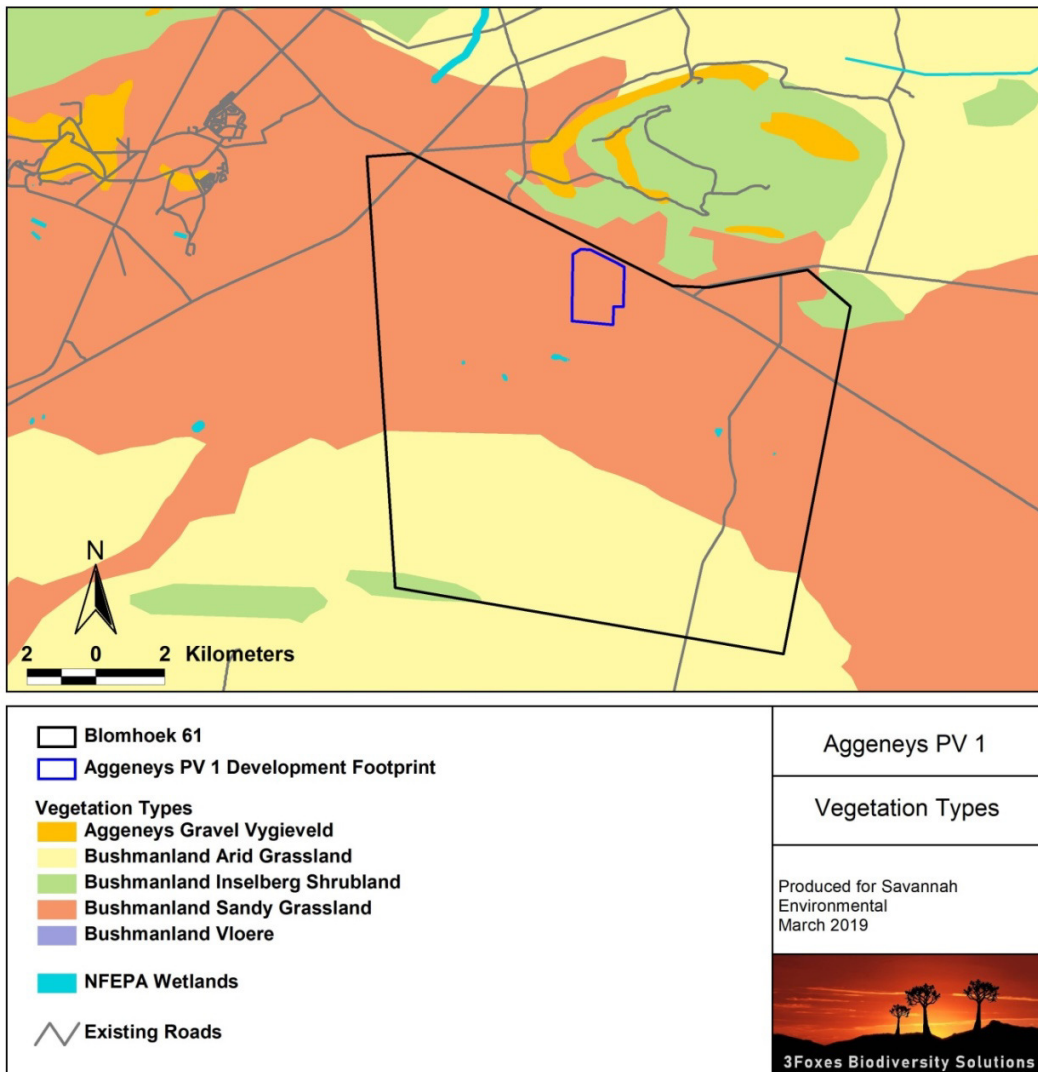 N
2 0 2 Kilometers
Blomhoek 61
Aggeneys PV 1 Development Footprint
Vegetation Types
Aggeneys Gravel Vygieveld
Bushmanland Arid Grassland
Bushmanland Inselberg Shrubland
Bushmanland Sandy Grassland
Bushmanland Vloere
NFEPA Wetlands
Existing Roads
Aggeneys PV 1
Vegetation Types
Produced for Savannah
Environmental
March 2019
3Foxes Biodiversity Solutions